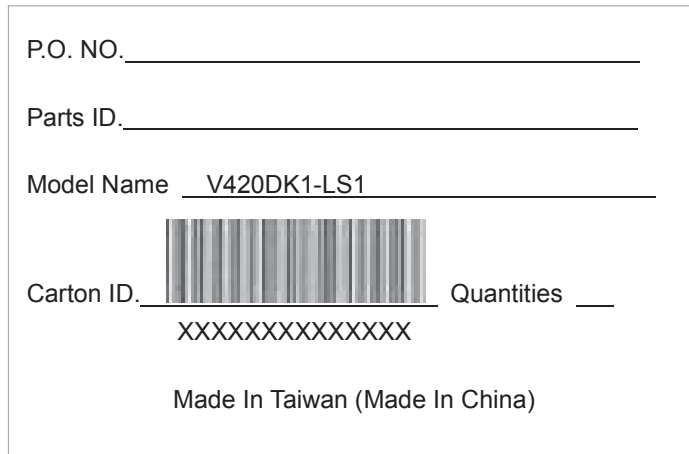 P.O. NO.
Parts ID.
Model Name V420DK1-LS1
Carton ID. Quantities
XXXXXXXXXXXXXX
Made In Taiwan (Made In China)